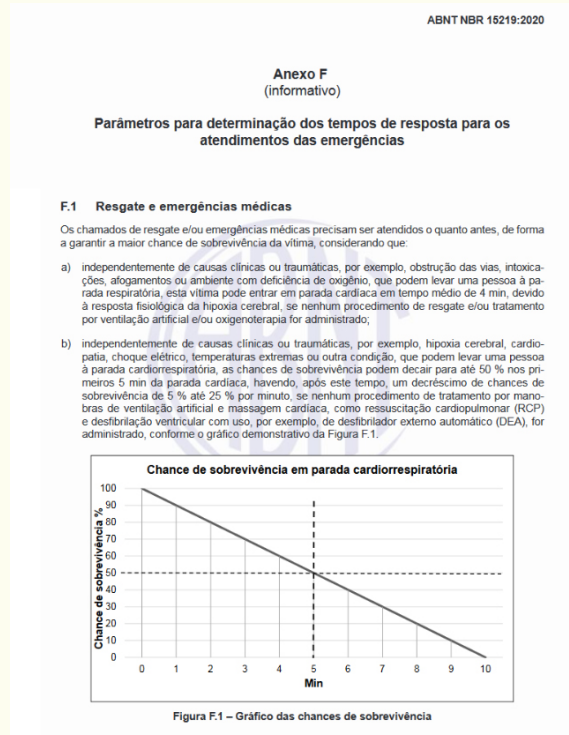 ABNT NBR 15219:2020
Anexo F
(informativo)
Parâmetros para determinação dos tempos de resposta para os
atendimentos das emergências
F.1 Resgate e emergências médicas
Os chamados de resgate e/ou emergências médicas precisam ser atendidos o quanto antes, de forma
a garantir a maior chance de sobrevivência da vítima, considerando que:
a) independentemente de causas clínicas ou traumáticas, por exemplo, obstrução das vias, intoxica-
ções, afogamentos ou ambiente com deficiência de oxigênio, que podem levar uma pessoa à pa-
rada respiratória, esta vítima pode entrar em parada cardíaca em tempo médio de 4 min, devido
à resposta fisiológica da hipoxia cerebral, se nenhum procedimento de resgate e/ou tratamento
por ventilação artificial e/ou oxigenoterapia for administrado;
b) independentemente de causas clínicas ou traumáticas, por exemplo, hipoxia cerebral, cardio-
patia, choque elétrico, temperaturas extremas ou outra condição, que podem levar uma pessoa
à parada cardiorrespiratória, as chances de sobrevivência podem decair para até 50 % nos pri-
meiros 5 min da parada cardíaca, havendo, após este tempo, um decréscimo de chances de
sobrevivência de 5 % até 25 % por minuto, se nenhum procedimento de tratamento por mano-
bras de ventilação artificial e massagem cardíaca, como ressuscitação cardiopulmonar (RCP)
e desfibrilação ventricular com uso, por exemplo, de desfibrilador externo automático (DEA), for
administrado, conforme o gráfico demonstrativo da Figura F.1.
Chance de sobrevivência em parada cardiorrespiratória
Chance de sobrevivência %
100
90
80
70
60
50
40
30
20
10
0
0 1 2 3 4 5 6 7 8 9 10
Min
Figura F.1 – Gráfico das chances de sobrevivência
ABNT